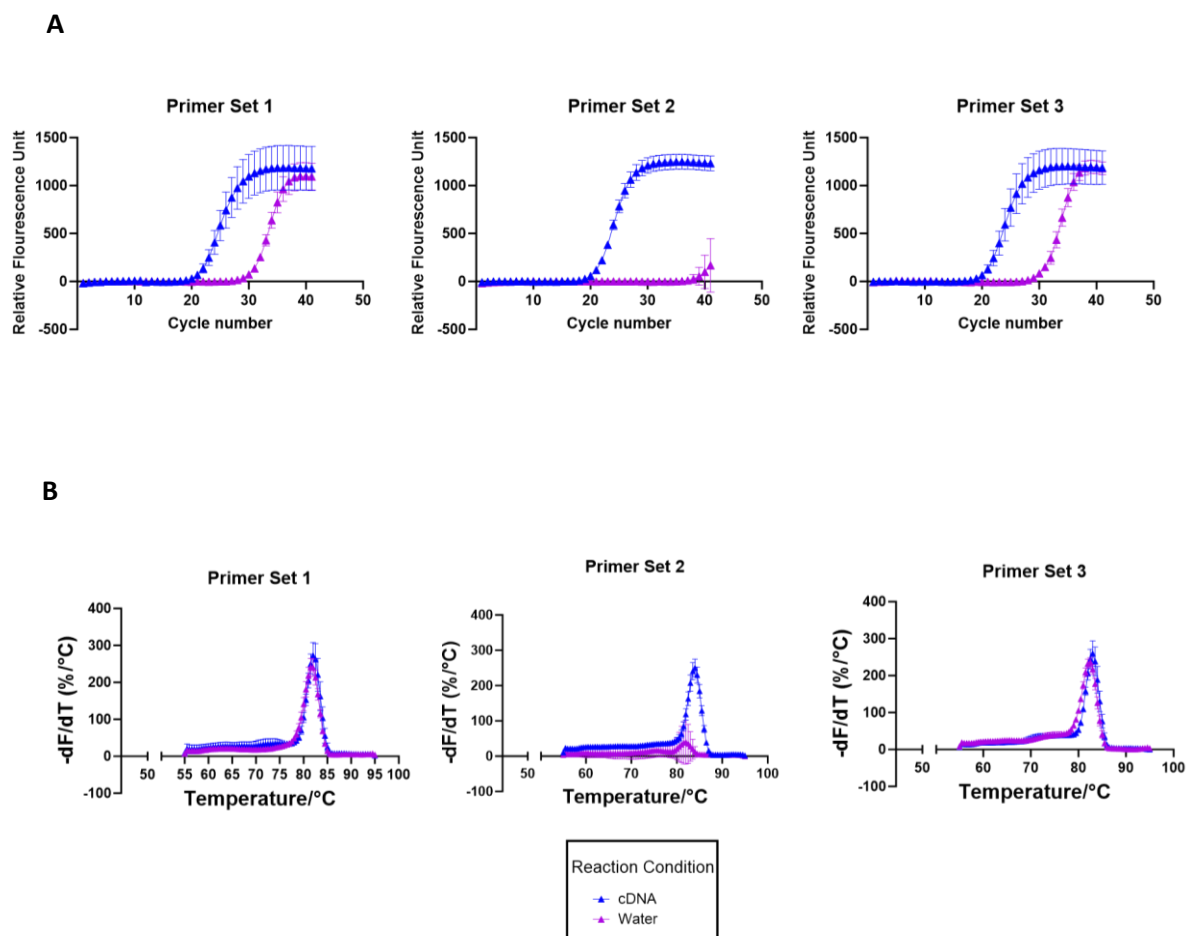 A
Primer Set 1
Relative Flourescence Unit
1500
1000
500
0
-500
10 20 30 40 50
Cycle number
Primer Set 2
Relative Flourescence Unit
1500
1000
500
0
-500
10 20 30 40 50
Cycle number
Primer Set 3
Relative Flourescence Unit
1500
1000
500
0
-500
10 20 30 40 50
Cycle number
B
Primer Set 1
-dF/dT (%/°C)
400
300
200
100
0
-100
50 55 65 70 75 80 85 95 100
Temperature/°C
Primer Set 2
-dF/dT (%/°C)
400
300
200
100
0
-100
50 60 70 80 90 100
Temperature/°C
Primer Set 3
-dF/dT (%/°C)
400
300
200
100
0
-100
50 60 70 80 90 100
Temperature/°C
Reaction Condition
cDNA
Water